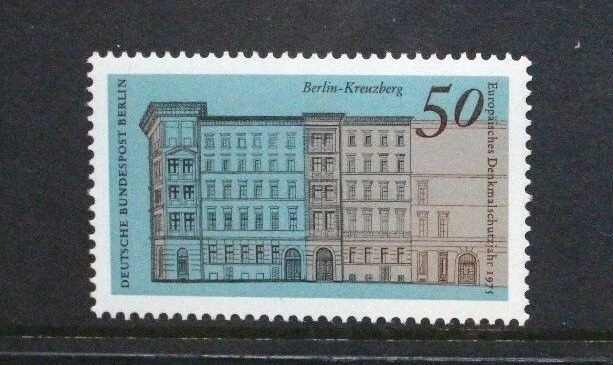 DEUTSCHE BUNDESPOST BERLIN
Berlin-Kreuzberg
50
Europäisches Denkmalschutzjahr 1975